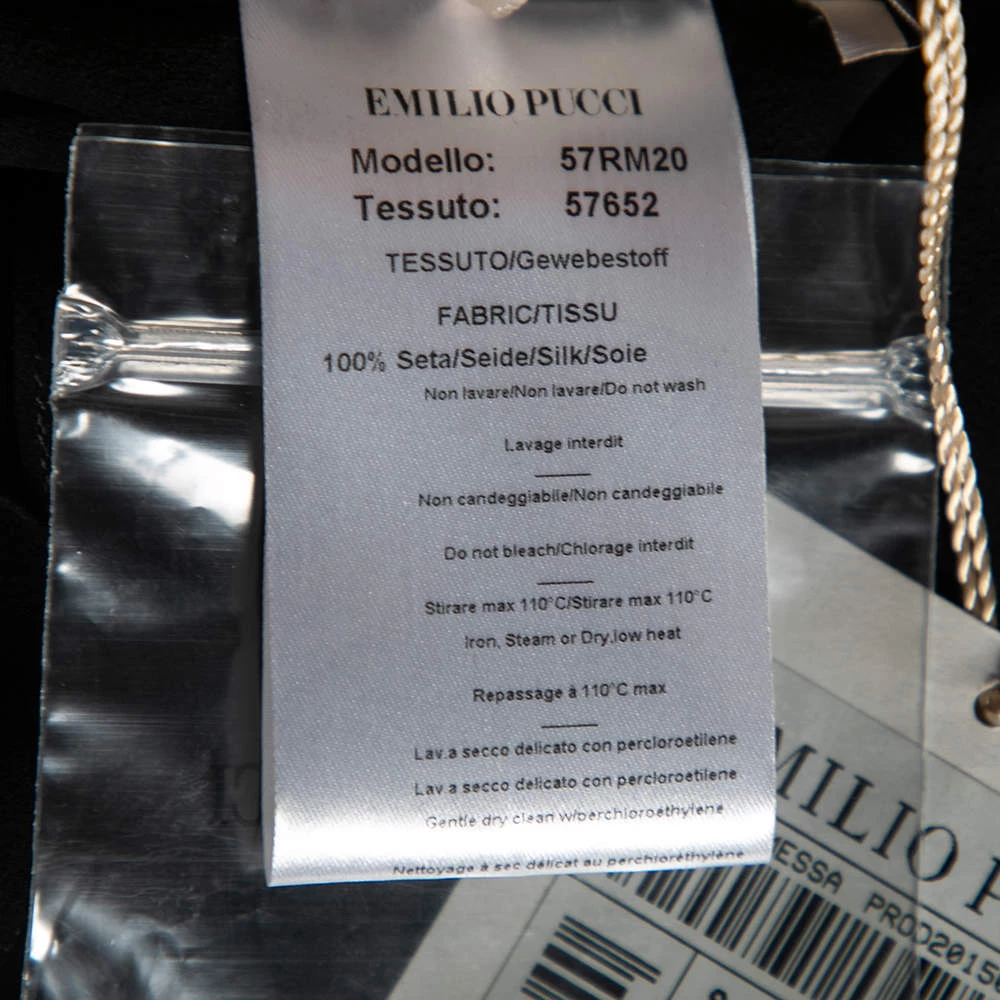 EMILIO PUCCI
Modello: 57RM20
Tessuto: 57652
TESSUTO/Gewebestoff
FABRIC/TISSU
100% Seta/Seide/Silk/Soie
Non lavare/Non lavare/Do not wash
Lavage interdit
Non candeggiabile/Non candeggiabile
Do not bleach/Chlorage interdit
Stirare max 110°C/Stirare max 110°C
Iron, Steam or Dry,low heat
Repassage à 110°C max
Lav.a secco delicato con percloroetilene
Lav.a secco delicato con percloroetilene
Gentle dry clean w/perchloroethylene
Nettoyage à sec délicat au perchloréthylène
MILIO P
ESSA PROD2015